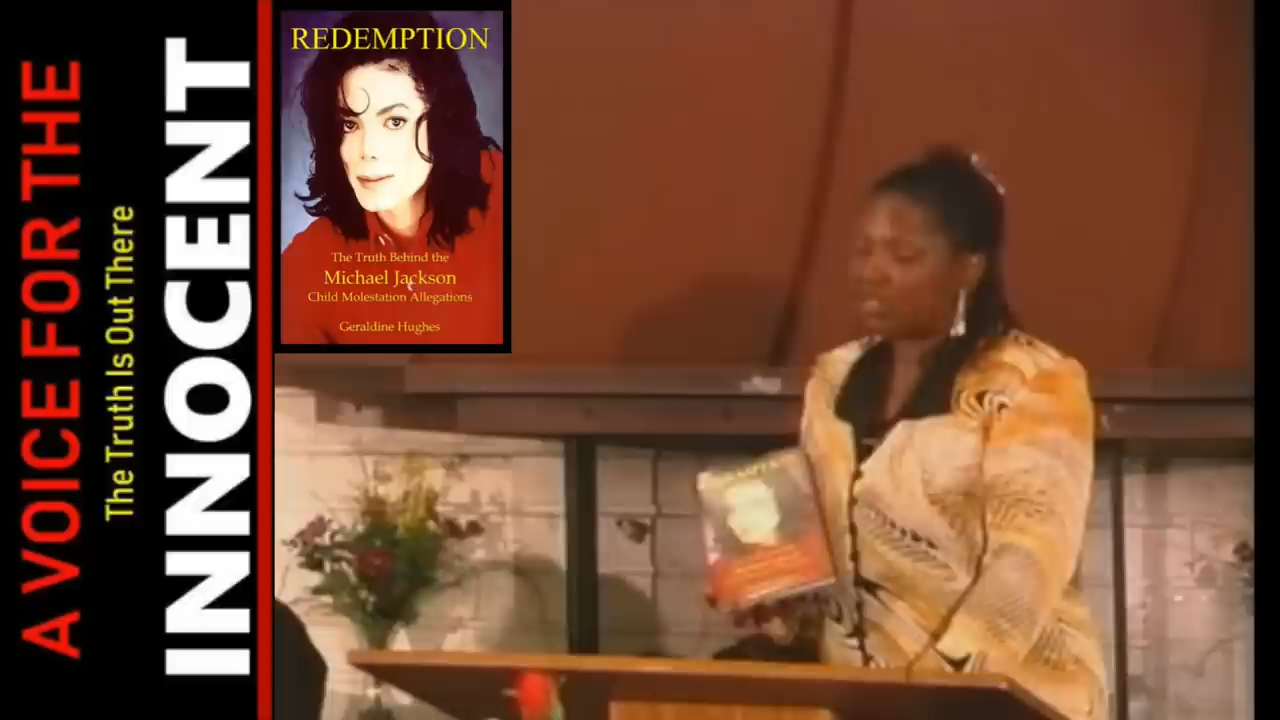 A VOICE FOR THE
The Truth Is Out There
INNOCENT
REDEMPTION
The Truth Behind the
Michael Jackson
Child Molestation Allegations
Geraldine Hughes